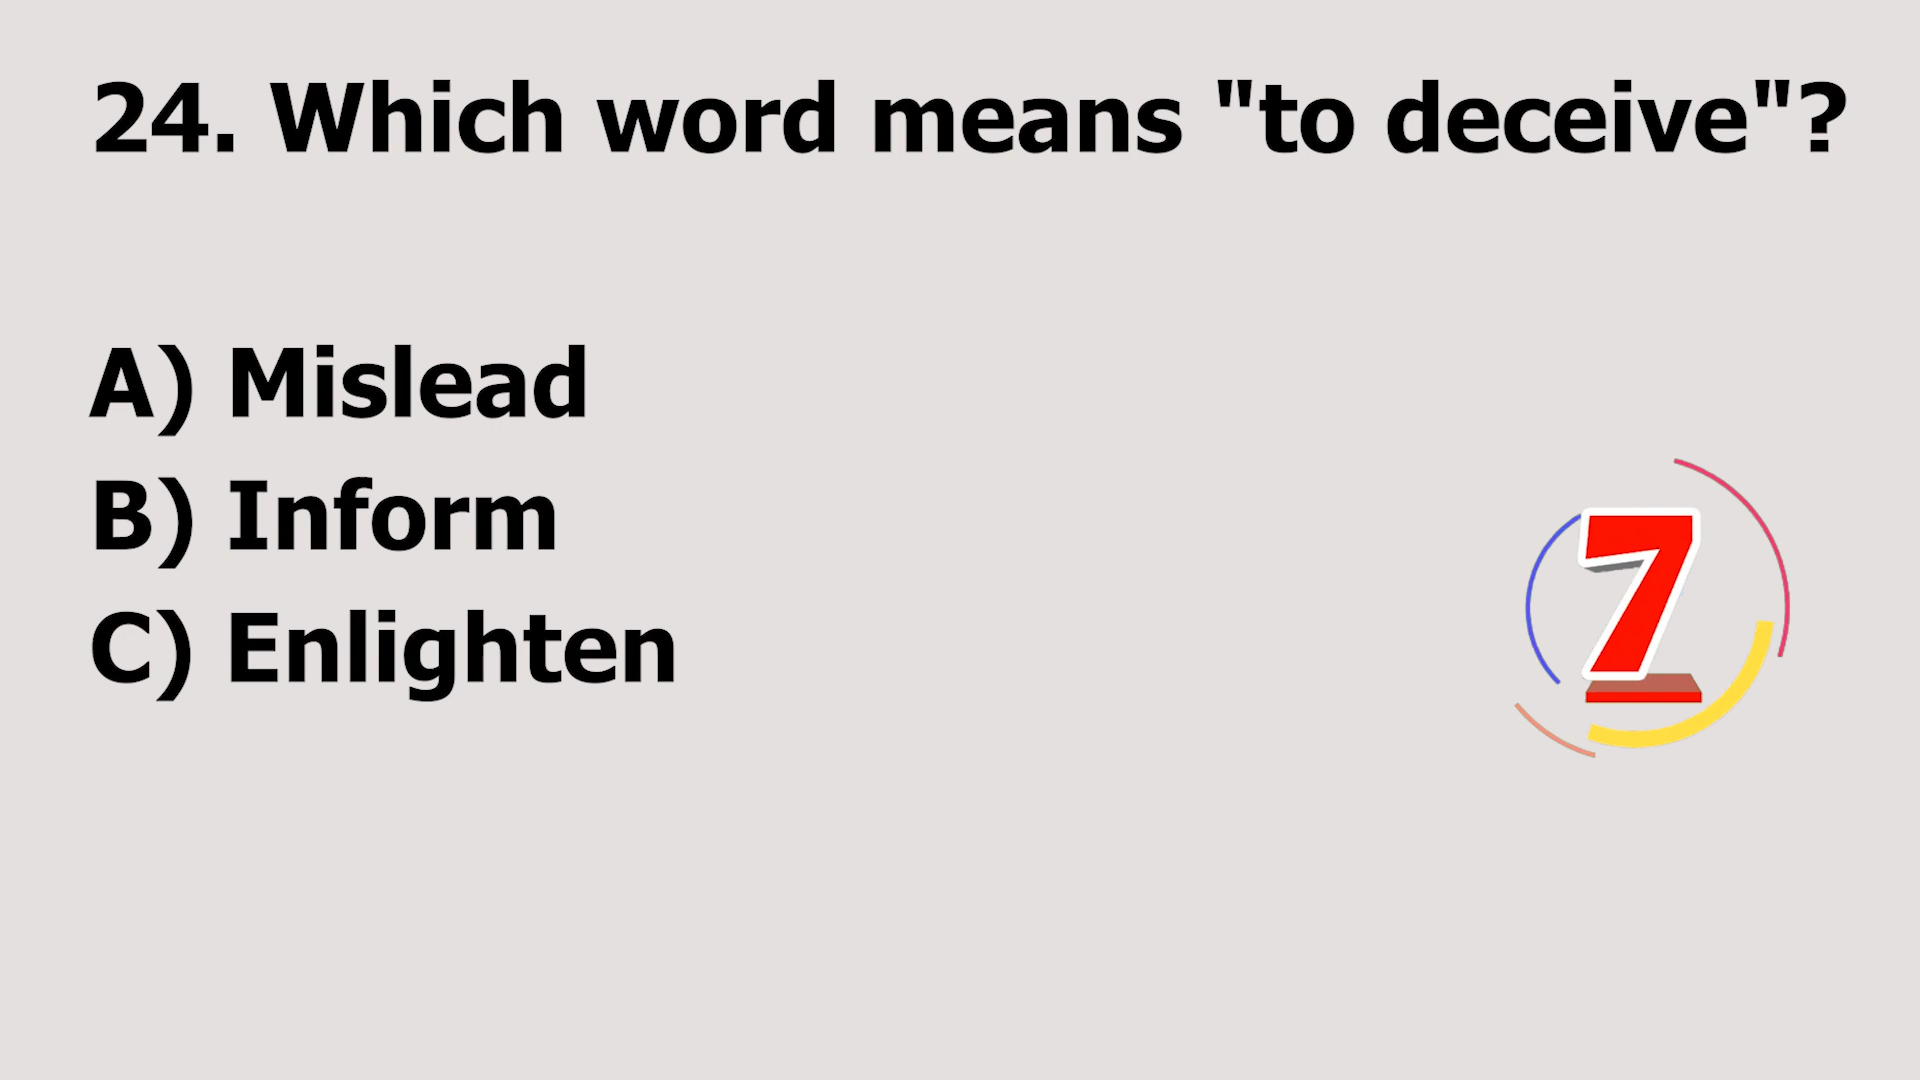 24. Which word means "to deceive"?
A) Mislead
B) Inform
7
C) Enlighten